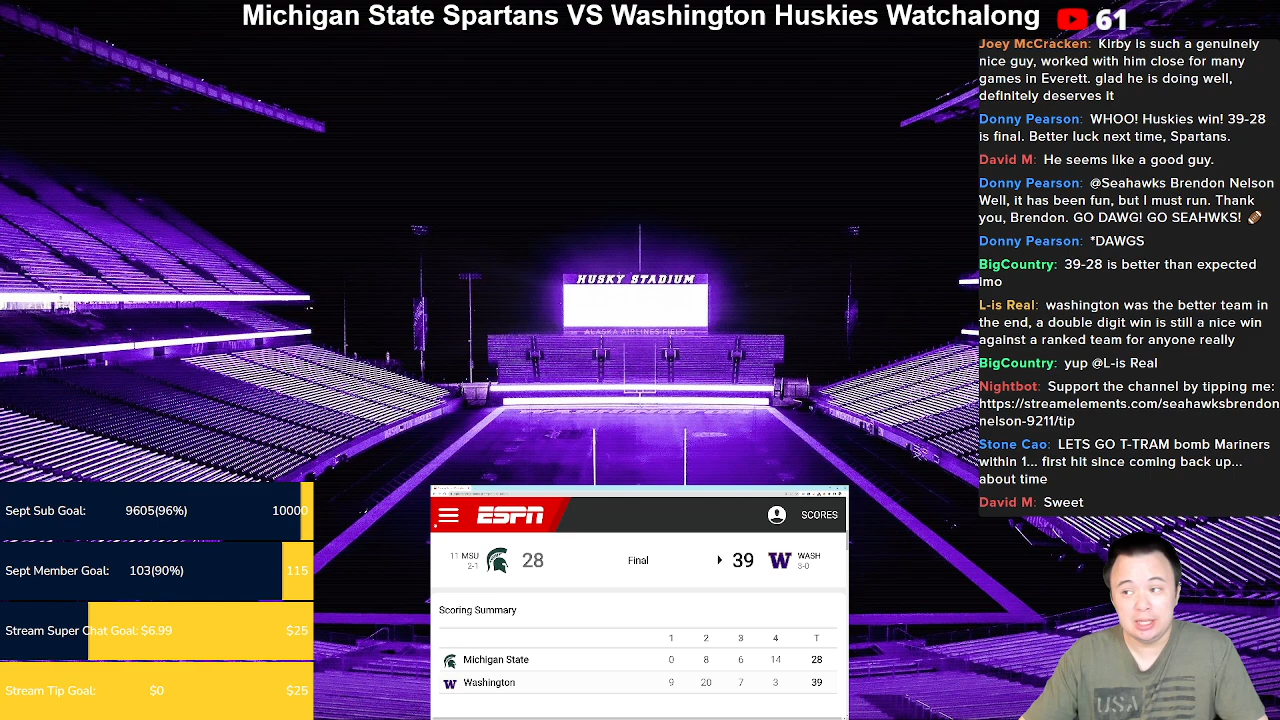 Michigan State Spartans VS Washington Huskies Watchalong 61
Joey McCracken: Kirby is such a genuinely
nice guy, worked with him close for many
games in Everett. glad he is doing well,
definitely deserves it
Donny Pearson: WHOO! Huskies win! 39-28
is final. Better luck next time, Spartans.
David M: He seems like a good guy.
Donny Pearson: @Seahawks Brendon Nelson
Well, it has been fun, but I must run. Thank
you, Brendon. GO DAWG! GO SEAHWKS! 🏈
Donny Pearson: *DAWGS
BigCountry: 39-28 is better than expected
Imo
L-is Real: washington was the better team in
the end, a double digit win is still a nice win
against a ranked team for anyone really
BigCountry: yup @L-is Real
Nightbot: Support the channel by tipping me:
https://streamelements.com/seahawksbrendon
nelson-9211/tip
Stone Cao: LETS GO T-TRAM bomb Mariners
within 1... first hit since coming back up...
about time
David M: Sweet
HUSKY STADIUM
ALASKA AIRLINES FIELD
Sept Sub Goal: 9605(96%) 10000
Sept Member Goal: 103(90%) 115
Stream Super Chat Goal: $6.99 $25
Stream Tip Goal: $0 $25
ESPN SCORES
11 MSU 28 Final 39 W WASH
2-1 3-0
Scoring Summary
1 2 3 4 T
Michigan State 0 8 6 14 28
W Washington 9 20 7 3 39
USA